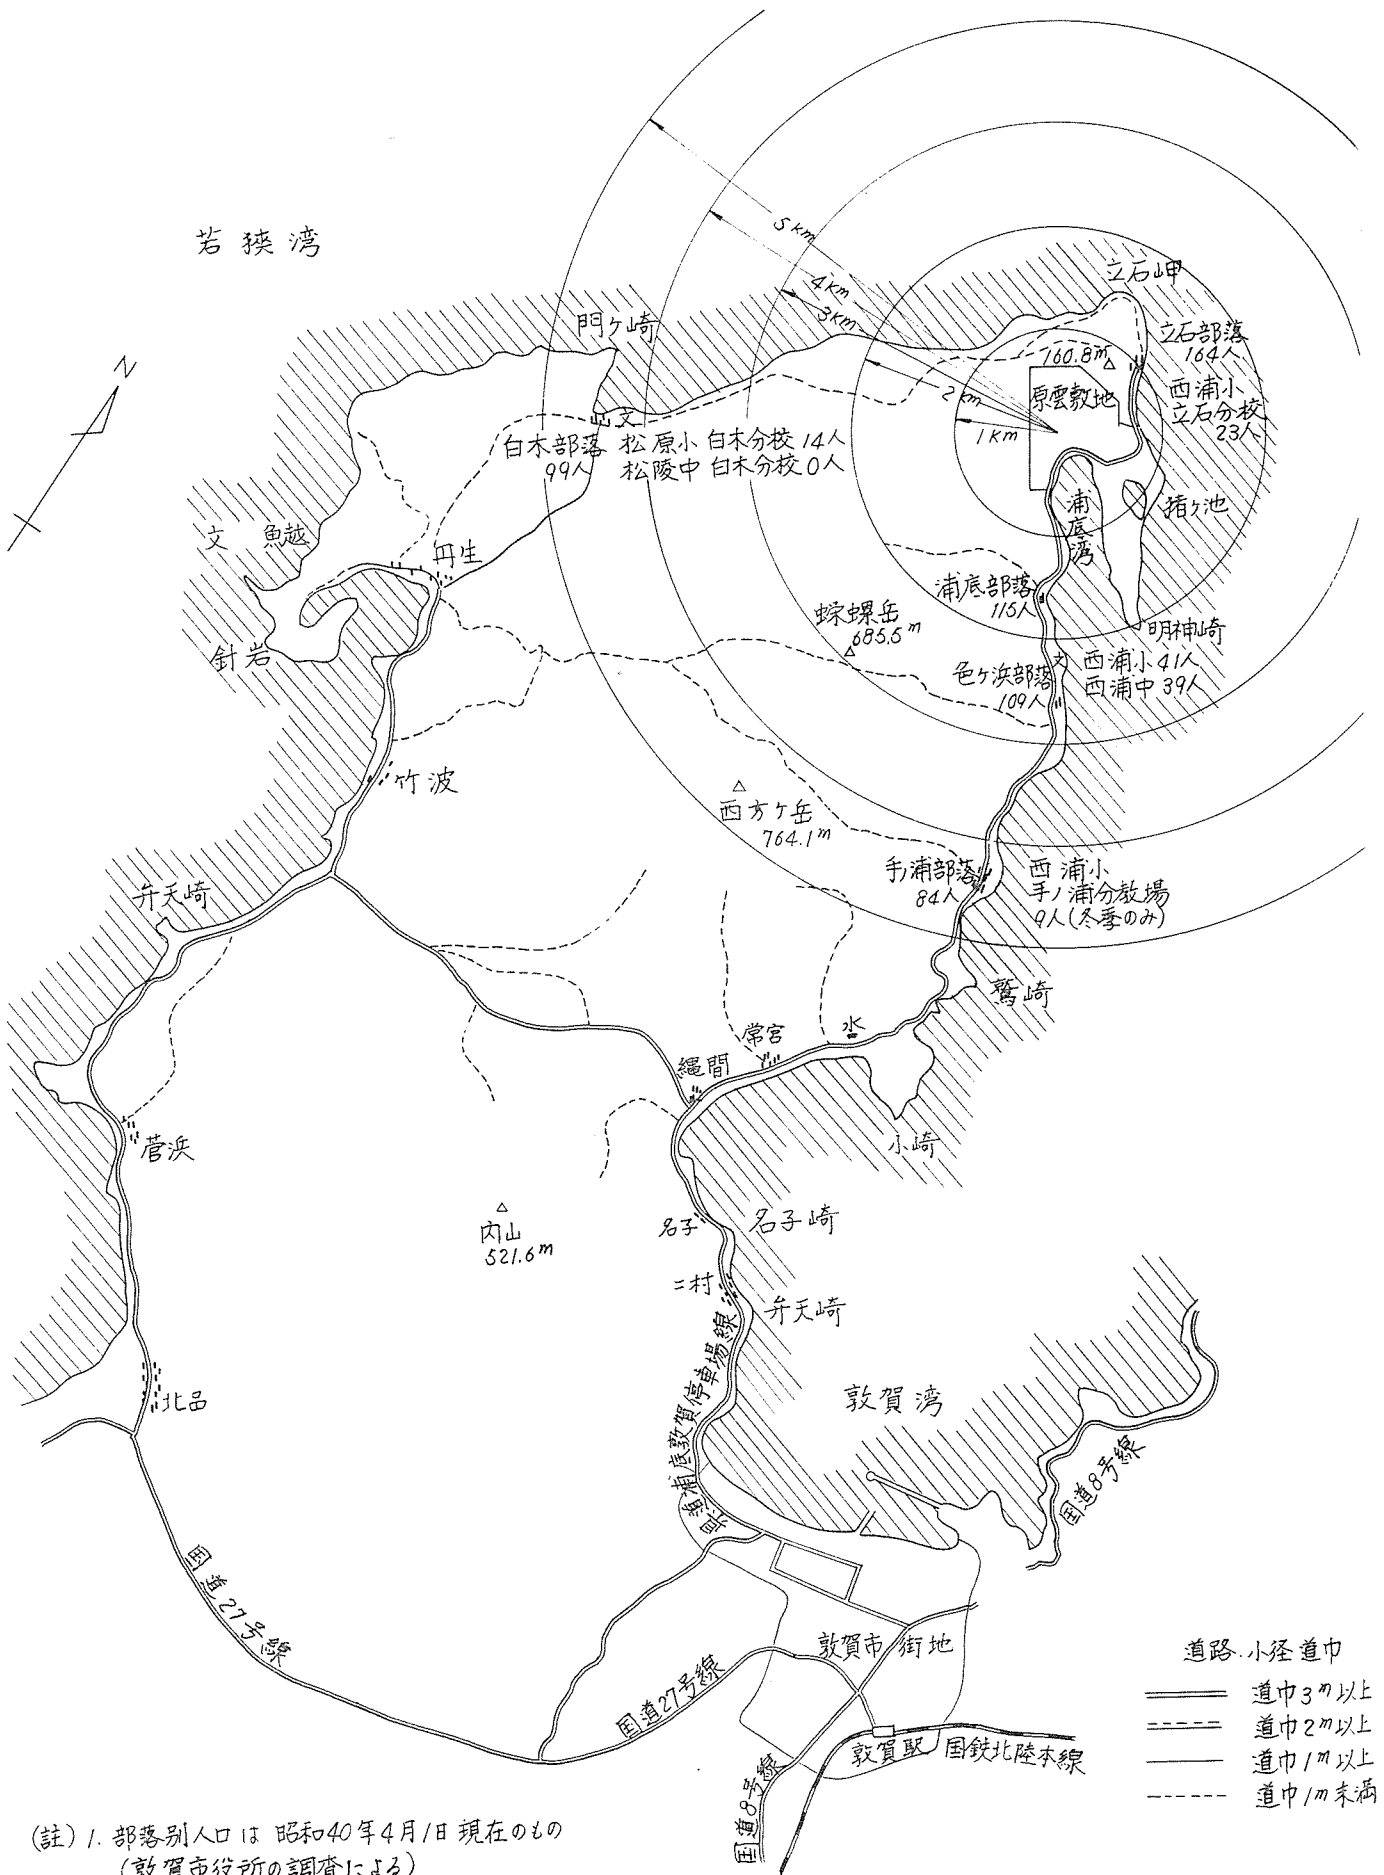 若狭湾
N
5km
4km
3km
2km
1km
立石岬
門ヶ崎
160.8m
立石部落
164人
原電敷地
西浦小
立石分校
23人
文
白木部落 松原小 白木分校 14人
99人 松陵中 白木分校 0人
猪ヶ池
浦底湾
文 魚越
丹生
浦底部落
115人
蝾螺岳
685.5m
明神崎
針岩
色ヶ浜部落
109人
文
西浦小 41人
西浦中 39人
竹波
西方ヶ岳
764.1m
手ノ浦部落
84人
西浦小
手ノ浦分教場
9人(冬季のみ)
弁天崎
鷲崎
水
常宮
縄間
小崎
菅浜
内山
521.6m
名子
名子崎
二村
弁天崎
県道浦底敦賀停車場線
敦賀湾
北田
国道8号線
国道27号線
敦賀市街地
国道27号線
敦賀駅 国鉄北陸本線
国道8号線
道路.小径道巾
道巾3m以上
道巾2m以上
道巾1m以上
道巾1m未満
(註) 1. 部落別人口は 昭和40年4月1日現在のもの
(敦賀市役所の調査による)